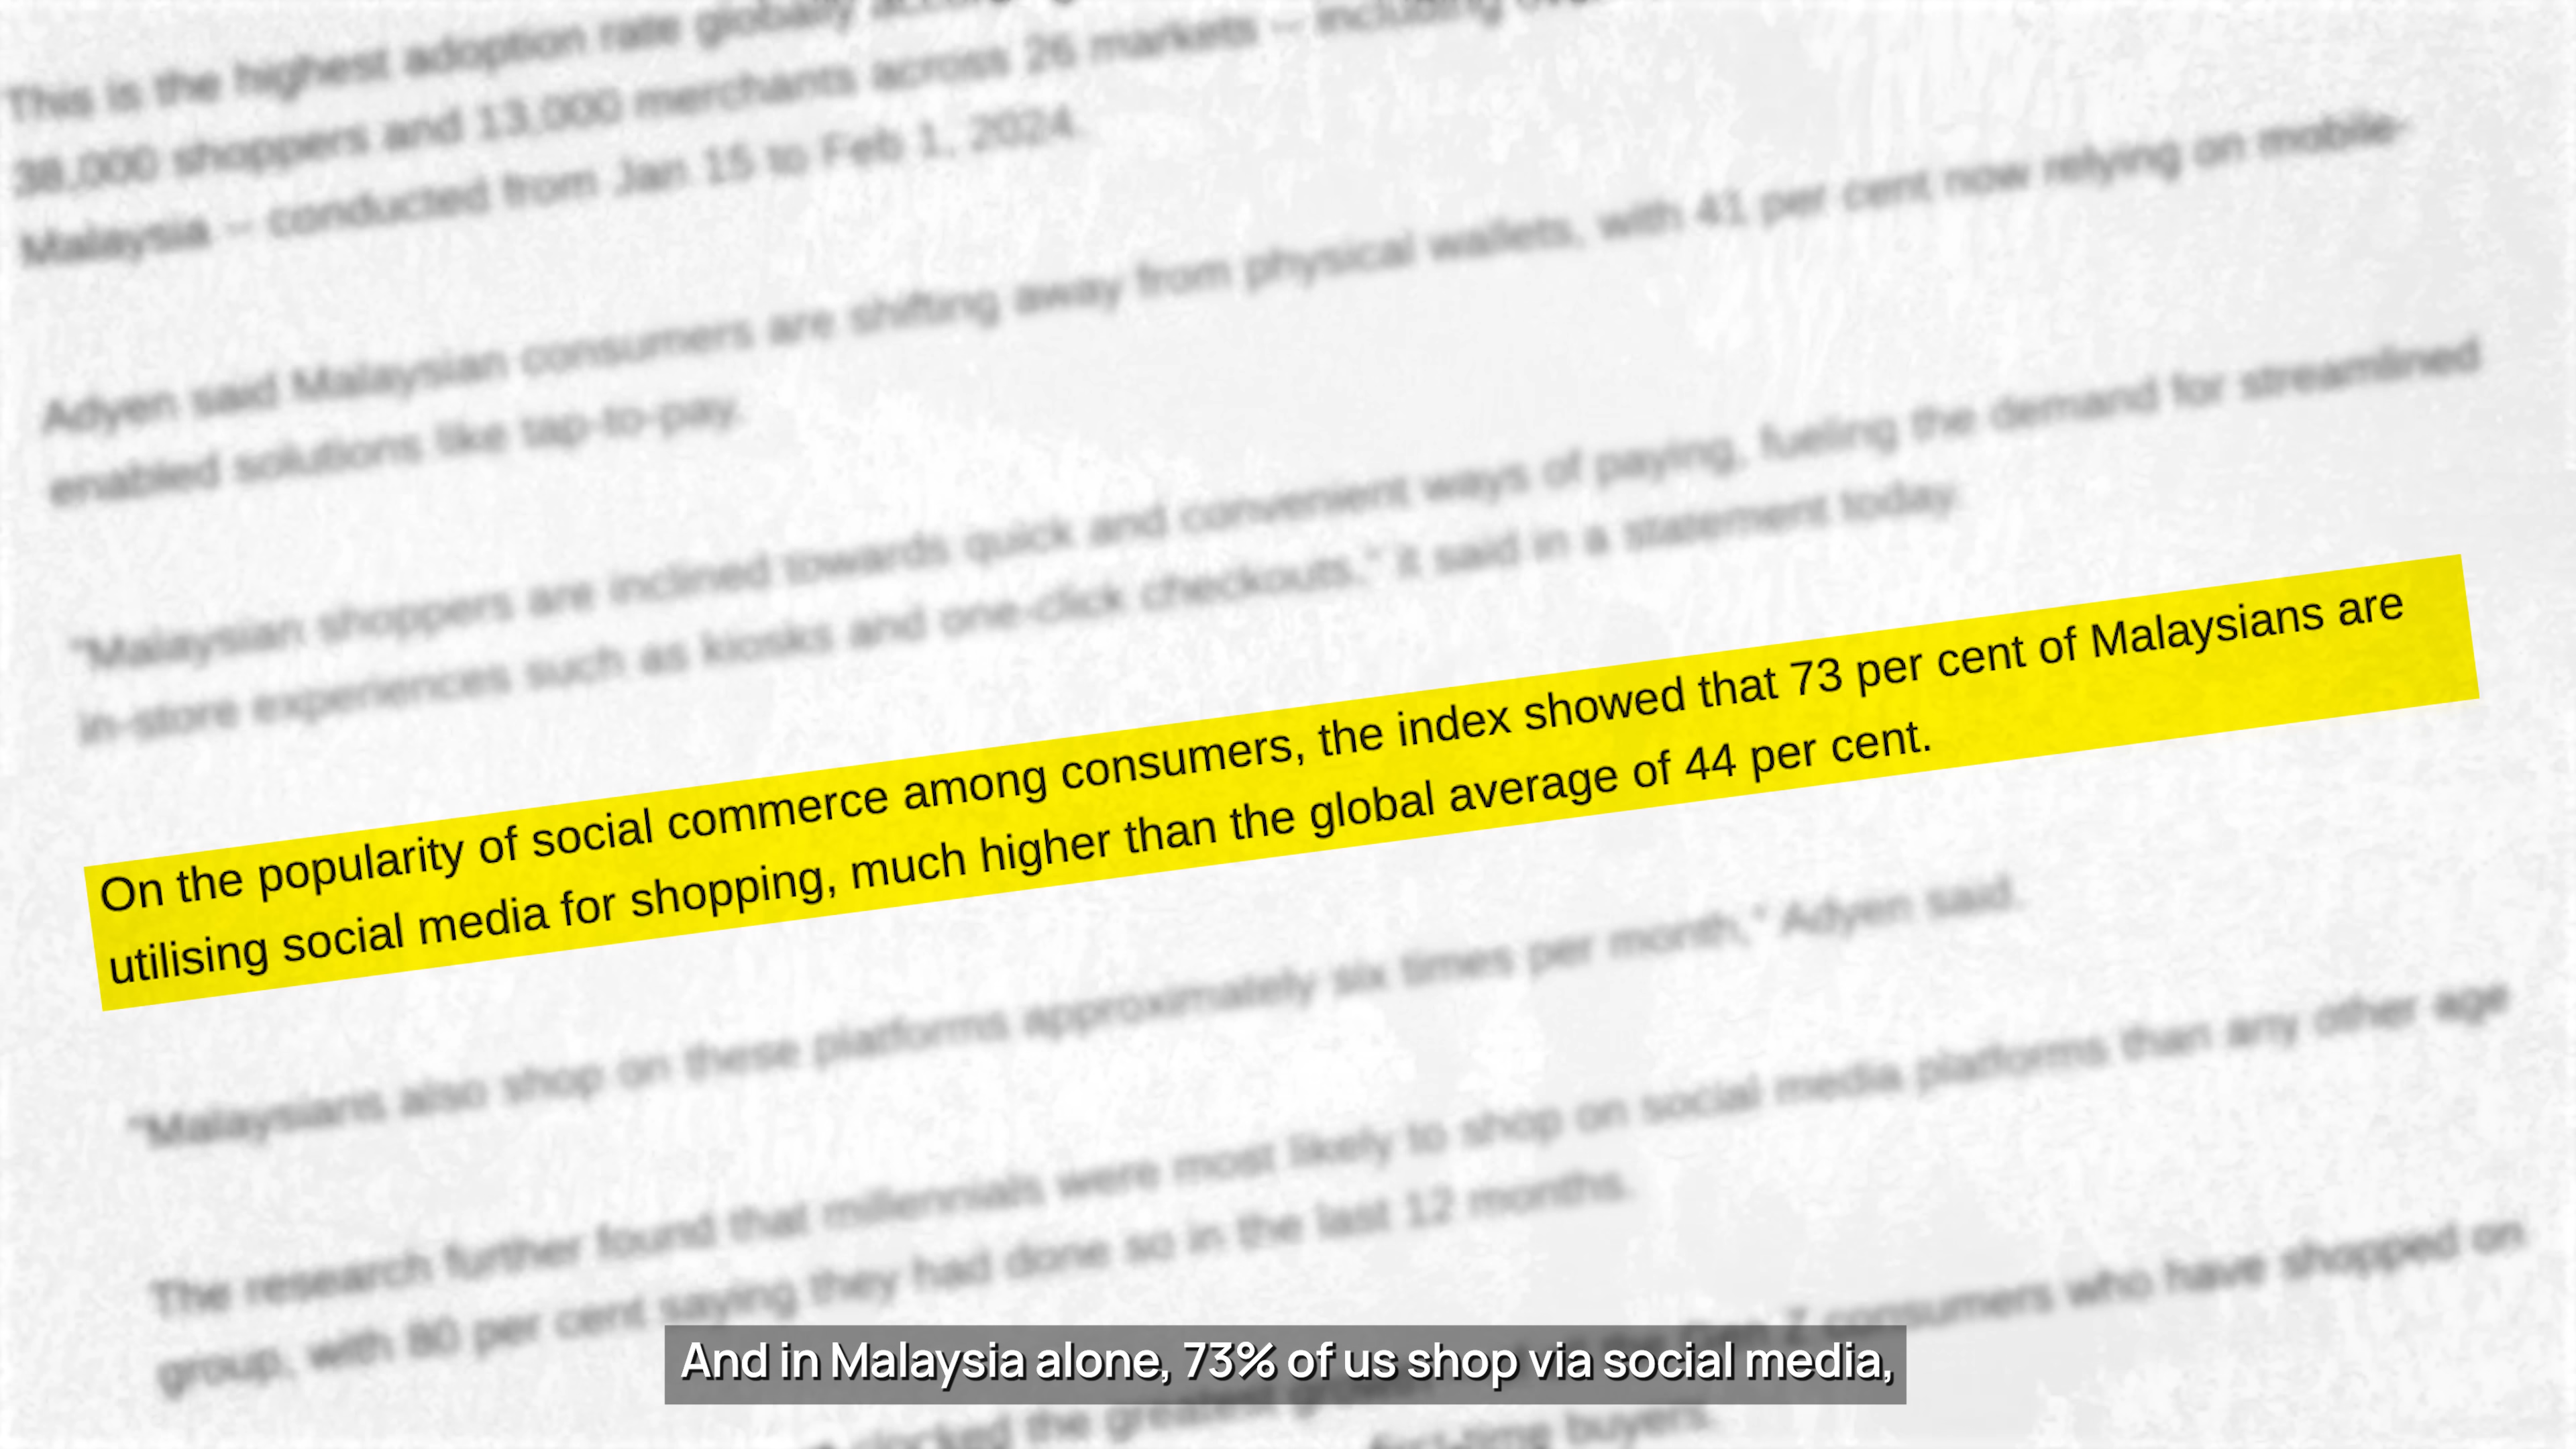 This is the highest adoption rate globally
38,000 shoppers and 13,000 merchants across 26 markets -- including
Malaysia -- conducted from Jan 15 to Feb 1, 2024.
Adyen said Malaysian consumers are shifting away from physical wallets, with 41 per cent now relying on mobile-
enabled solutions like tap-to-pay.
"Malaysian shoppers are inclined towards quick and convenient ways of paying, fueling the demand for streamlined
in-store experiences such as kiosks and one-click checkouts," it said in a statement today.
On the popularity of social commerce among consumers, the index showed that 73 per cent of Malaysians are
utilising social media for shopping, much higher than the global average of 44 per cent.
"Malaysians also shop on these platforms approximately six times per month," Adyen said.
The research further found that millennials were most likely to shop on social media platforms than any other age
group, with 80 per cent saying they had done so in the last 12 months.
Z consumers who have shopped on
And in Malaysia alone, 73% of us shop via social media,
the greatest
first-time buyers.